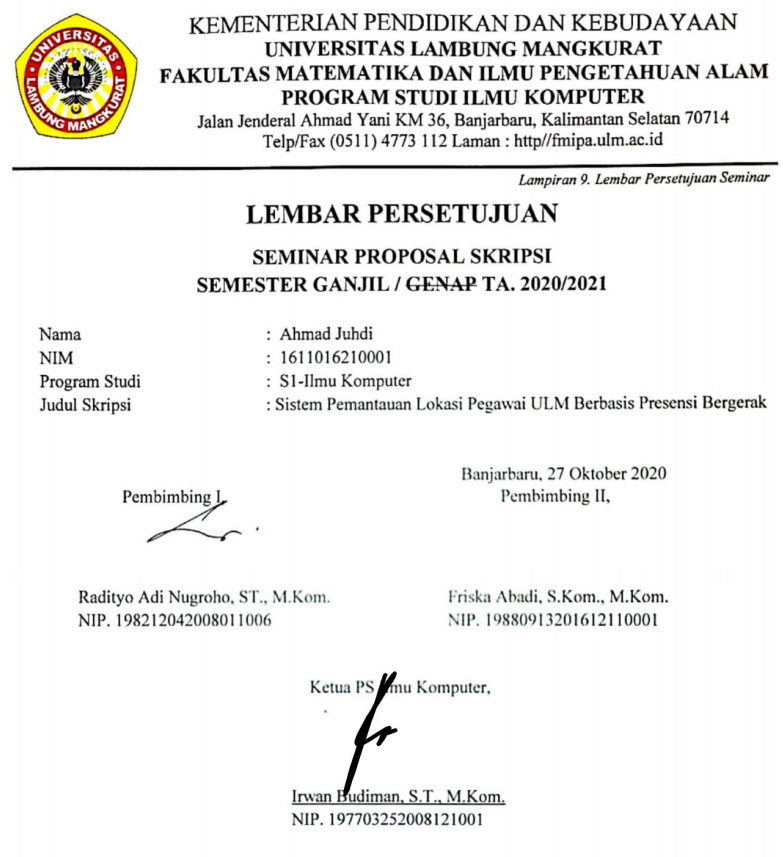 UNIVERSITAS
LAMBUNG MANGKURAT
KEMENTERIAN PENDIDIKAN DAN KEBUDAYAAN
UNIVERSITAS LAMBUNG MANGKURAT
FAKULTAS MATEMATIKA DAN ILMU PENGETAHUAN ALAM
PROGRAM STUDI ILMU KOMPUTER
Jalan Jenderal Ahmad Yani KM 36, Banjarbaru, Kalimantan Selatan 70714
Telp/Fax (0511) 4773 112 Laman : http//fmipa.ulm.ac.id
Lampiran 9. Lembar Persetujuan Seminar
LEMBAR PERSETUJUAN
SEMINAR PROPOSAL SKRIPSI
SEMESTER GANJIL / GENAP TA. 2020/2021
Nama : Ahmad Juhdi
NIM : 1611016210001
Program Studi : S1-Ilmu Komputer
Judul Skripsi : Sistem Pemantauan Lokasi Pegawai ULM Berbasis Presensi Bergerak
Banjarbaru, 27 Oktober 2020
Pembimbing I, Pembimbing II,
Radityo Adi Nugroho, ST., M.Kom. Friska Abadi, S.Kom., M.Kom.
NIP. 198212042008011006 NIP. 19880913201612110001
Ketua PS Ilmu Komputer,
Irwan Budiman, S.T., M.Kom.
NIP. 197703252008121001